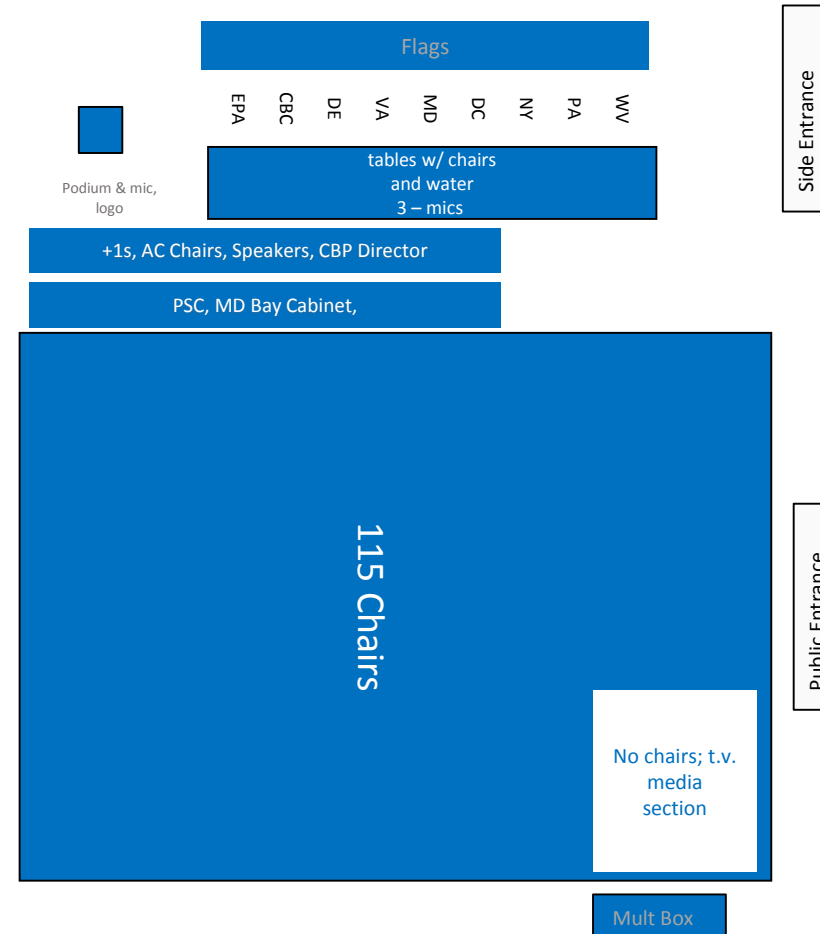 Flags
Side Entrance
EPA
CBC
DE
VA
MD
DC
NY
PA
WV
Podium & mic,
logo
tables w/ chairs
and water
3 – mics
+1s, AC Chairs, Speakers, CBP Director
PSC, MD Bay Cabinet,
115 Chairs
Public Entrance
No chairs; t.v.
media
section
Mult Box